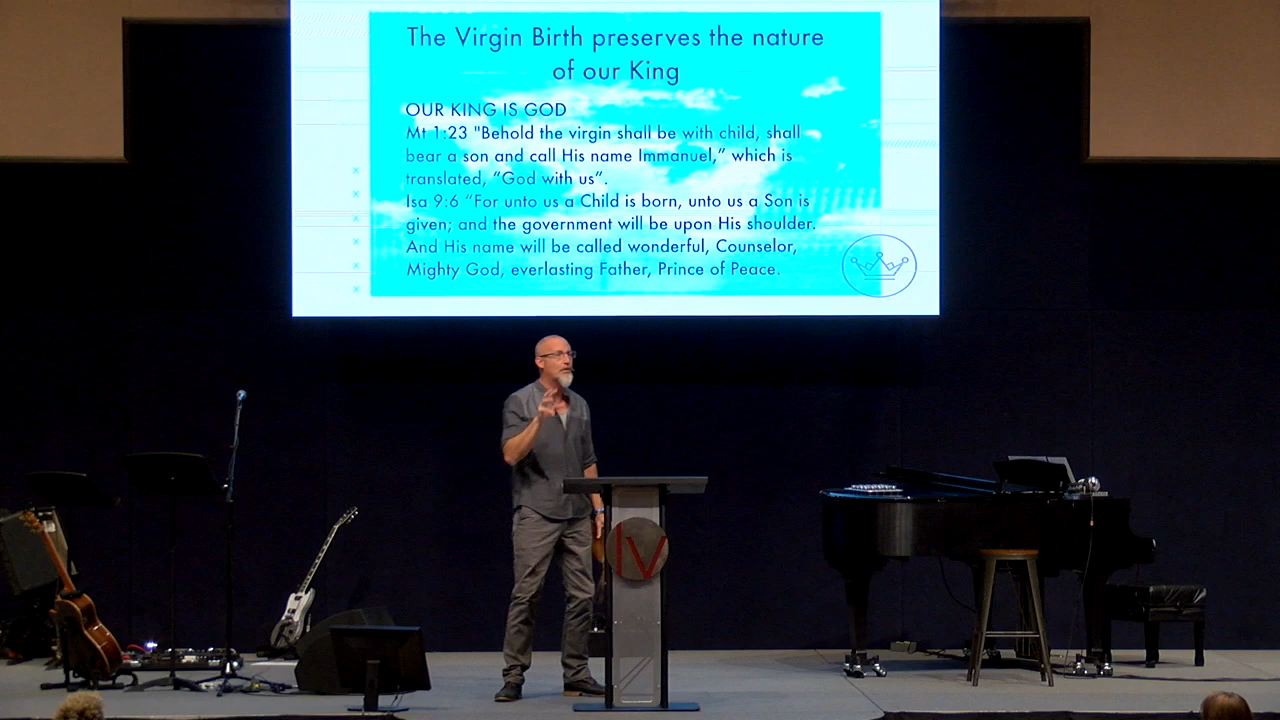 The Virgin Birth preserves the nature
of our King
OUR KING IS GOD
Mt 1:23 "Behold the virgin shall be with child, shall
bear a son and call His name Immanuel,” which is
translated, “God with us”.
Isa 9:6 “For unto us a Child is born, unto us a Son is
given; and the government will be upon His shoulder.
And His name will be called wonderful, Counselor,
Mighty God, everlasting Father, Prince of Peace.
IV